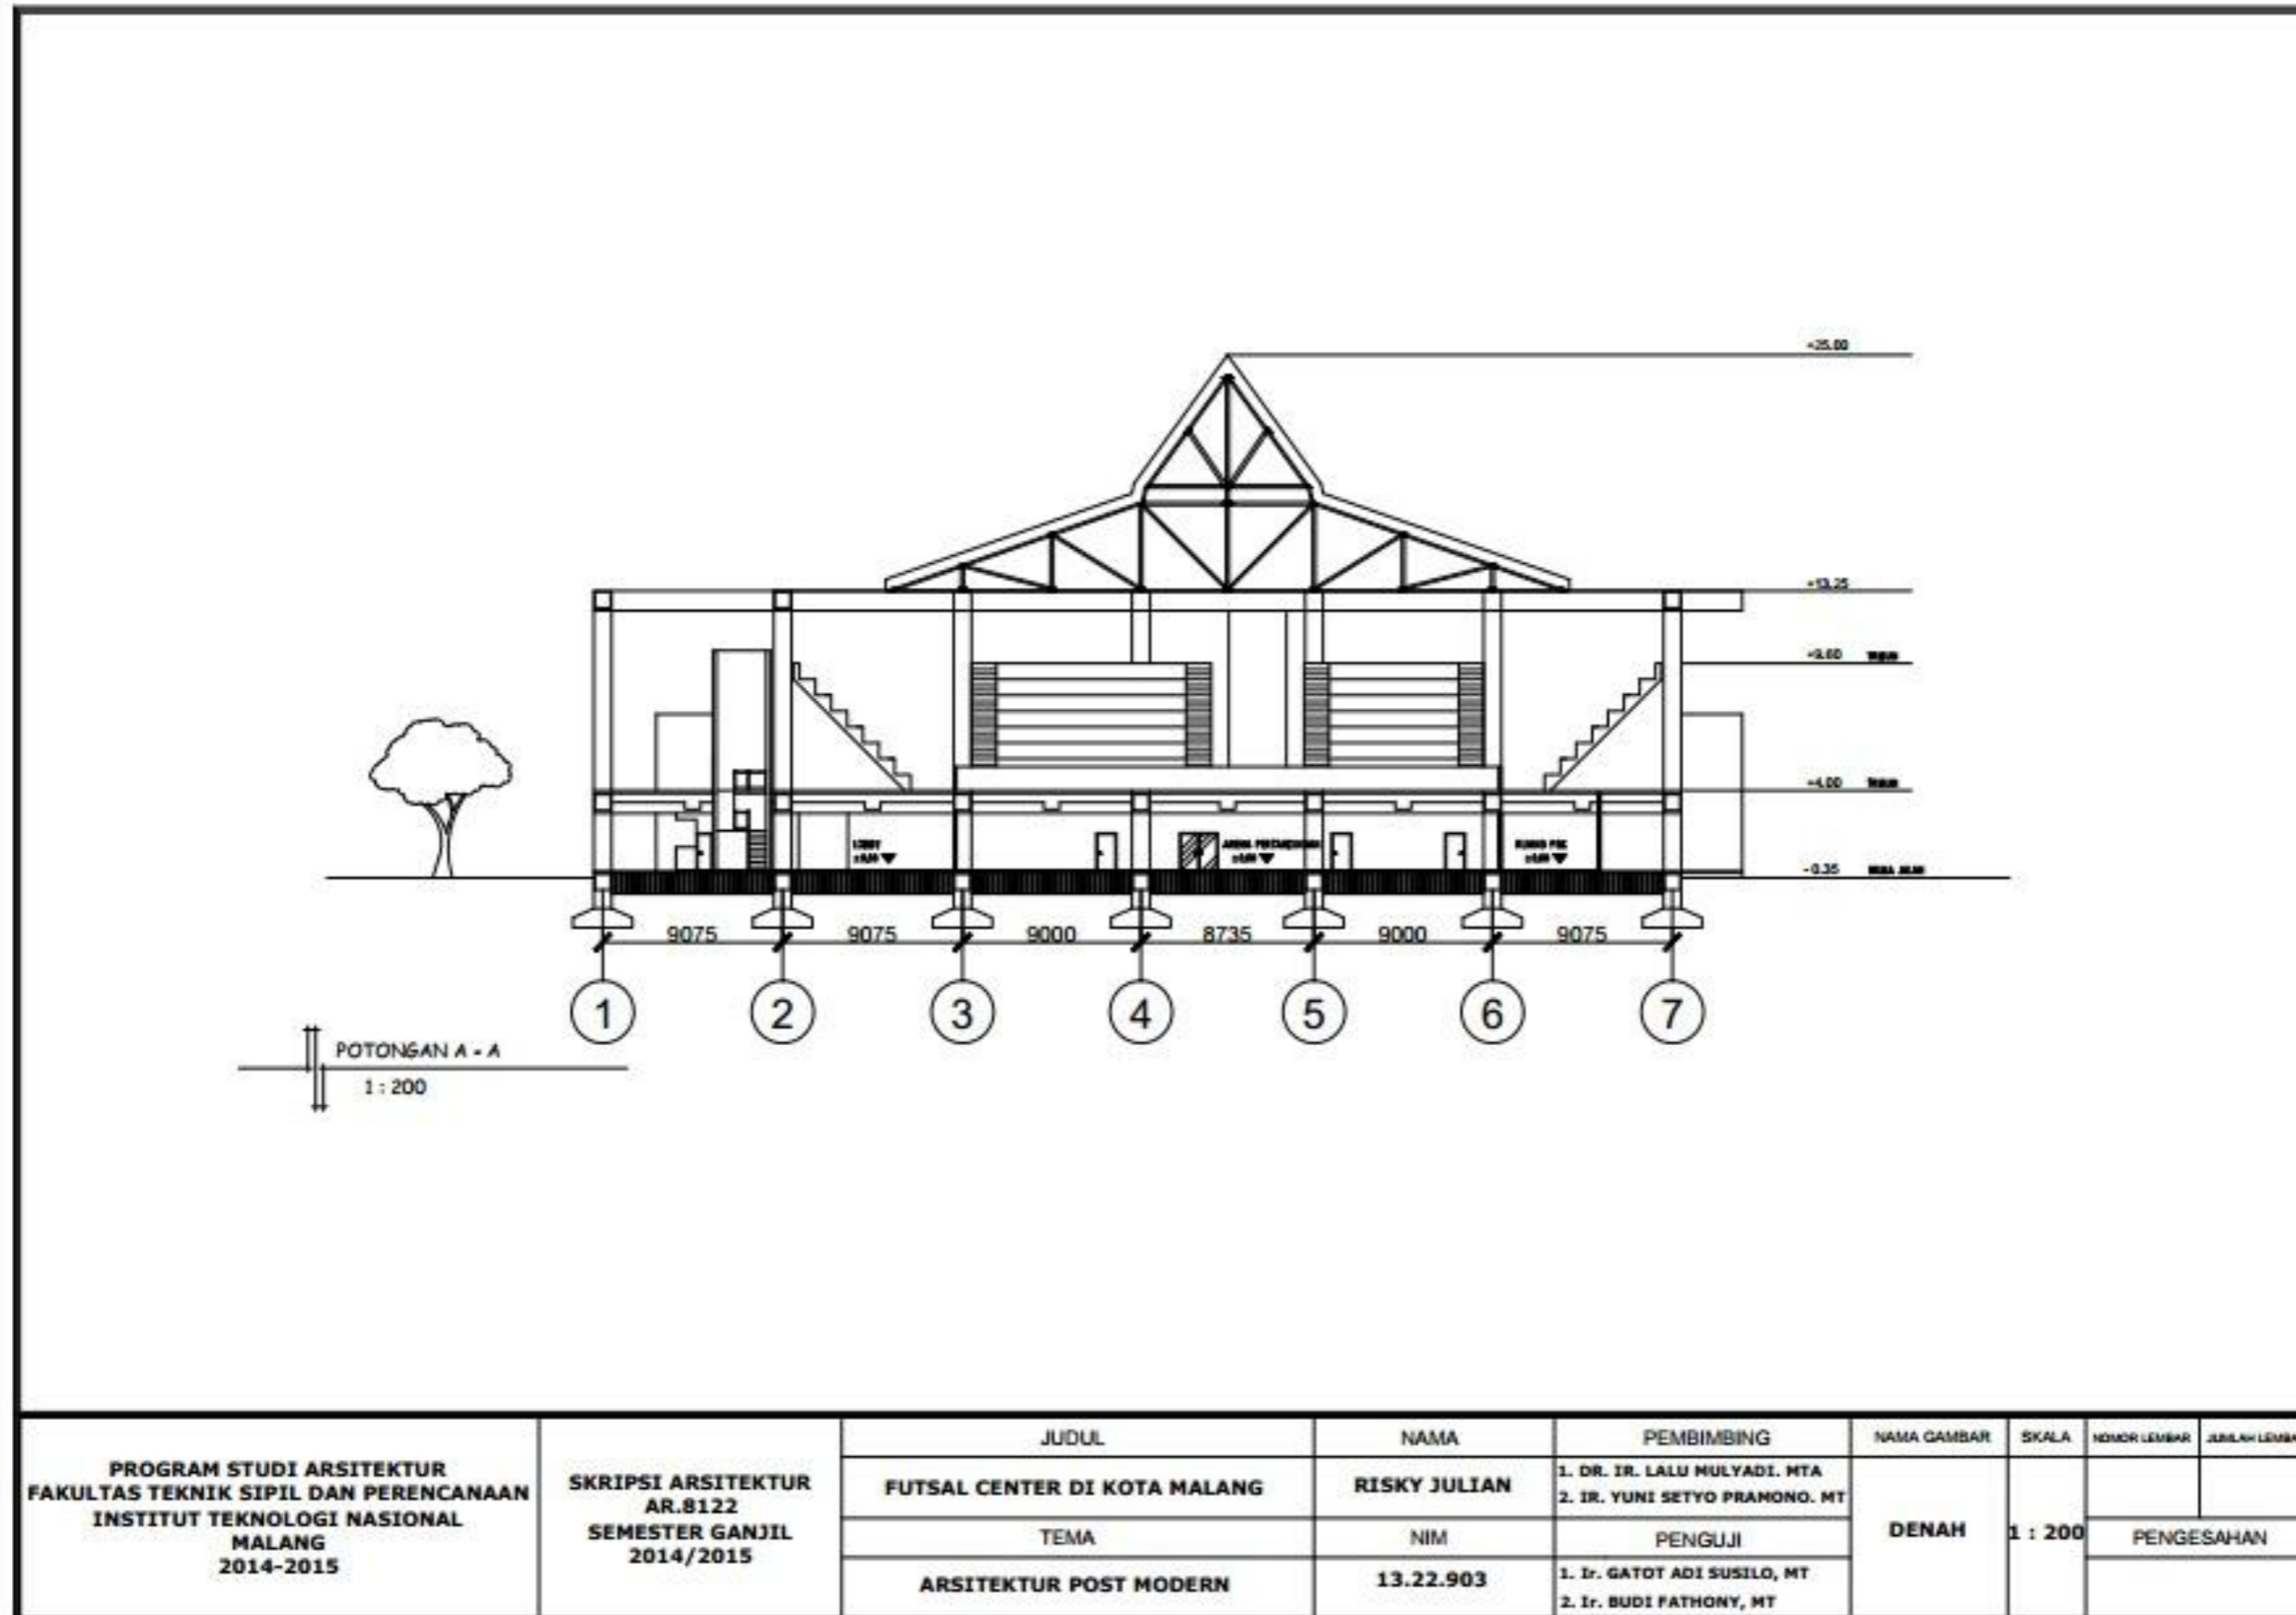 +25.00
+13.25
+9.60
+4.00
LOBBY
-0.35
9075
9075
9000
8735
9000
9075
1
2
3
4
5
6
7
POTONGAN A - A
1 : 200
PROGRAM STUDI ARSITEKTUR
FAKULTAS TEKNIK SIPIL DAN PERENCANAAN
INSTITUT TEKNOLOGI NASIONAL
MALANG
2014-2015
SKRIPSI ARSITEKTUR
AR.8122
SEMESTER GANJIL
2014/2015
JUDUL
FUTSAL CENTER DI KOTA MALANG
TEMA
ARSITEKTUR POST MODERN
NAMA
RISKY JULIAN
NIM
13.22.903
PEMBIMBING
1. DR. IR. LALU MULYADI. MTA
2. IR. YUNI SETYO PRAMONO. MT
PENGUJI
1. Ir. GATOT ADI SUSILO, MT
2. Ir. BUDI FATHONY, MT
NAMA GAMBAR
DENAH
SKALA
1 : 200
NOMOR LEMBAR
JUMLAH
PENGESAHAN